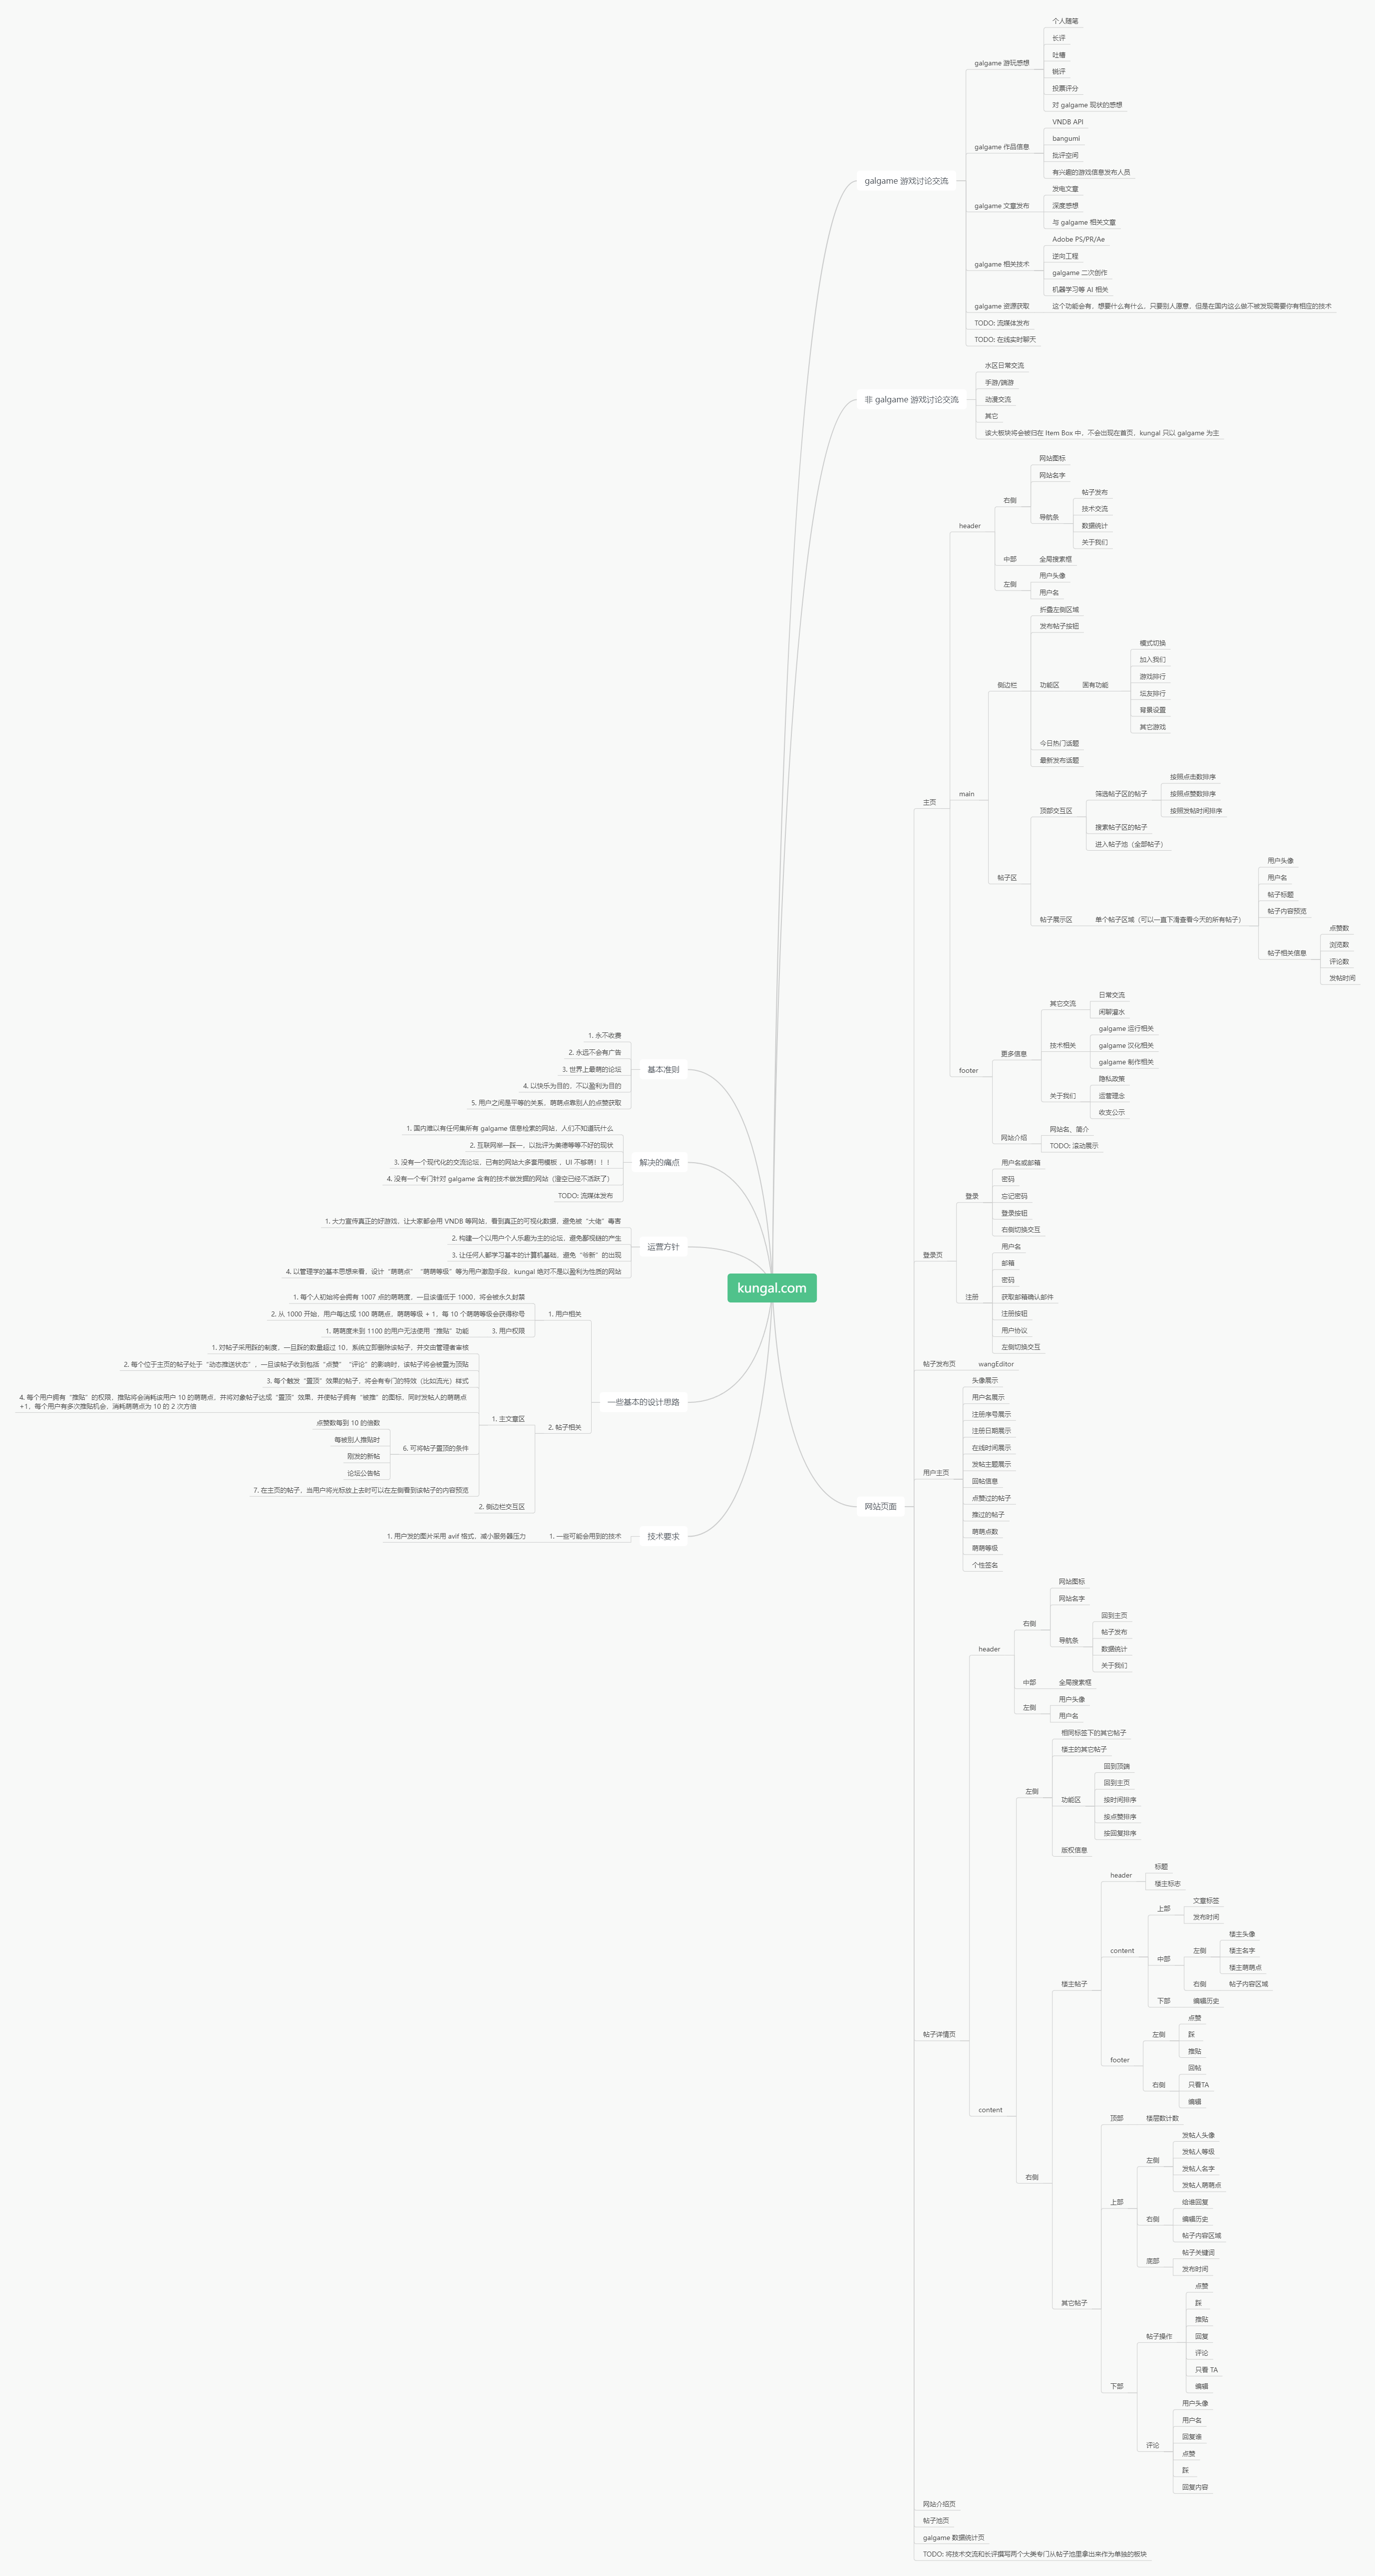 kungal.com
galgame 游戏讨论交流
galgame 游玩感想
个人随笔
长评
吐槽
锐评
投票评分
对 galgame 现状的感想
galgame 作品信息
VNDB API
bangumi
批评空间
有兴趣的游戏信息发布人员
galgame 文章发布
发电文章
深度感想
与 galgame 相关文章
galgame 相关技术
Adobe PS/PR/Ae
逆向工程
galgame 二次创作
机器学习等 AI 相关
galgame 资源获取
这个功能会有，想要什么有什么，只要别人愿意，但是在国内这么做不被发现需要你有相应的技术
TODO: 流媒体发布
TODO: 在线实时聊天
非 galgame 游戏讨论交流
水区日常交流
手游/端游
动漫交流
其它
该大板块将会被归在 Item Box 中，不会出现在首页，kungal 只以 galgame 为主
网站页面
主页
header
右侧
网站图标
网站名字
导航条
帖子发布
技术交流
数据统计
关于我们
中部
全局搜索框
左侧
用户头像
用户名
main
侧边栏
折叠左侧区域
发布帖子按钮
功能区
固有功能
模式切换
加入我们
游戏排行
坛友排行
背景设置
其它游戏
今日热门话题
最新发布话题
帖子区
顶部交互区
筛选帖子区的帖子
按照点击数排序
按照点赞数排序
按照发帖时间排序
搜索帖子区的帖子
进入帖子池（全部帖子）
帖子展示区
单个帖子区域（可以一直下滑查看今天的所有帖子）
用户头像
用户名
帖子标题
帖子内容预览
帖子相关信息
点赞数
浏览数
评论数
发帖时间
footer
更多信息
其它交流
日常交流
闲聊灌水
技术相关
galgame 运行相关
galgame 汉化相关
galgame 制作相关
关于我们
隐私政策
运营理念
收支公示
网站介绍
网站名、简介
TODO: 滚动展示
登录页
登录
用户名或邮箱
密码
忘记密码
登录按钮
右侧切换交互
注册
用户名
邮箱
密码
获取邮箱确认邮件
注册按钮
用户协议
左侧切换交互
帖子发布页
wangEditor
用户主页
头像展示
用户名展示
注册序号展示
注册日期展示
在线时间展示
发帖主题展示
回帖信息
点赞过的帖子
推过的帖子
萌萌点数
萌萌等级
个性签名
帖子详情页
header
右侧
网站图标
网站名字
导航条
回到主页
帖子发布
数据统计
关于我们
中部
全局搜索框
左侧
用户头像
用户名
content
左侧
相同标签下的其它帖子
楼主的其它帖子
功能区
回到顶端
回到主页
按时间排序
按点赞排序
按回复排序
版权信息
右侧
楼主帖子
header
标题
楼主标志
content
上部
文章标签
发布时间
中部
左侧
楼主头像
楼主名字
楼主萌萌点
右侧
帖子内容区域
下部
编辑历史
footer
左侧
点赞
踩
推贴
右侧
回帖
只看TA
编辑
其它帖子
顶部
楼层数计数
上部
左侧
发帖人头像
发帖人等级
发帖人名字
发帖人萌萌点
右侧
给谁回复
编辑历史
帖子内容区域
底部
帖子关键词
发布时间
下部
帖子操作
点赞
踩
推贴
回复
评论
只看 TA
编辑
评论
用户头像
用户名
回复谁
点赞
踩
回复内容
网站介绍页
帖子池页
galgame 数据统计页
TODO: 将技术交流和长评撰写两个大类专门从帖子池里拿出来作为单独的板块
基本准则
1. 永不收费
2. 永远不会有广告
3. 世界上最萌的论坛
4. 以快乐为目的，不以盈利为目的
5. 用户之间是平等的关系，萌萌点靠别人的点赞获取
解决的痛点
1. 国内难以有任何集所有 galgame 信息检索的网站，人们不知道玩什么
2. 互联网举一踩一，以批评为美德等等不好的现状
3. 没有一个现代化的交流论坛，已有的网站大多套用模板，UI 不够萌！！！
4. 没有一个专门针对 galgame 含有的技术做发掘的网站（澄空已经不活跃了）
TODO: 流媒体发布
运营方针
1. 大力宣传真正的好游戏，让大家都会用 VNDB 等网站，看到真正的可视化数据，避免被“大佬”毒害
2. 构建一个以用户个人乐趣为主的论坛，避免鄙视链的产生
3. 让任何人都学习基本的计算机基础，避免“爷新”的出现
4. 以管理学的基本思想来看，设计“萌萌点”“萌萌等级”等为用户激励手段，kungal 绝对不是以盈利为性质的网站
一些基本的设计思路
1. 用户相关
1. 每个人初始将会拥有 1007 点的萌萌度，一旦该值低于 1000，将会被永久封禁
2. 从 1000 开始，用户每达成 100 萌萌点，萌萌等级 + 1，每 10 个萌萌等级会获得称号
3. 用户权限
1. 萌萌度未到 1100 的用户无法使用“推贴”功能
2. 帖子相关
1. 主文章区
1. 对帖子采用踩的制度，一旦踩的数量超过 10，系统立即删除该帖子，并交由管理者审核
2. 每个位于主页的帖子处于“动态推送状态”，一旦该帖子收到包括“点赞”“评论”的影响时，该帖子将会被置为顶贴
3. 每个触发“置顶”效果的帖子，将会有专门的特效（比如流光）样式
4. 每个用户拥有“推贴”的权限，推贴将会消耗该用户 10 的萌萌点，并将对象帖子达成“置顶”效果，并使帖子拥有“被推”的图标，同时发帖人的萌萌点
+1，每个用户有多次推贴机会，消耗萌萌点为 10 的 2 次方倍
6. 可将帖子置顶的条件
点赞数每到 10 的倍数
每被别人推贴时
刚发的新帖
论坛公告帖
7. 在主页的帖子，当用户将光标放上去时可以在左侧看到该帖子的内容预览
2. 侧边栏交互区
技术要求
1. 一些可能会用到的技术
1. 用户发的图片采用 avif 格式，减小服务器压力